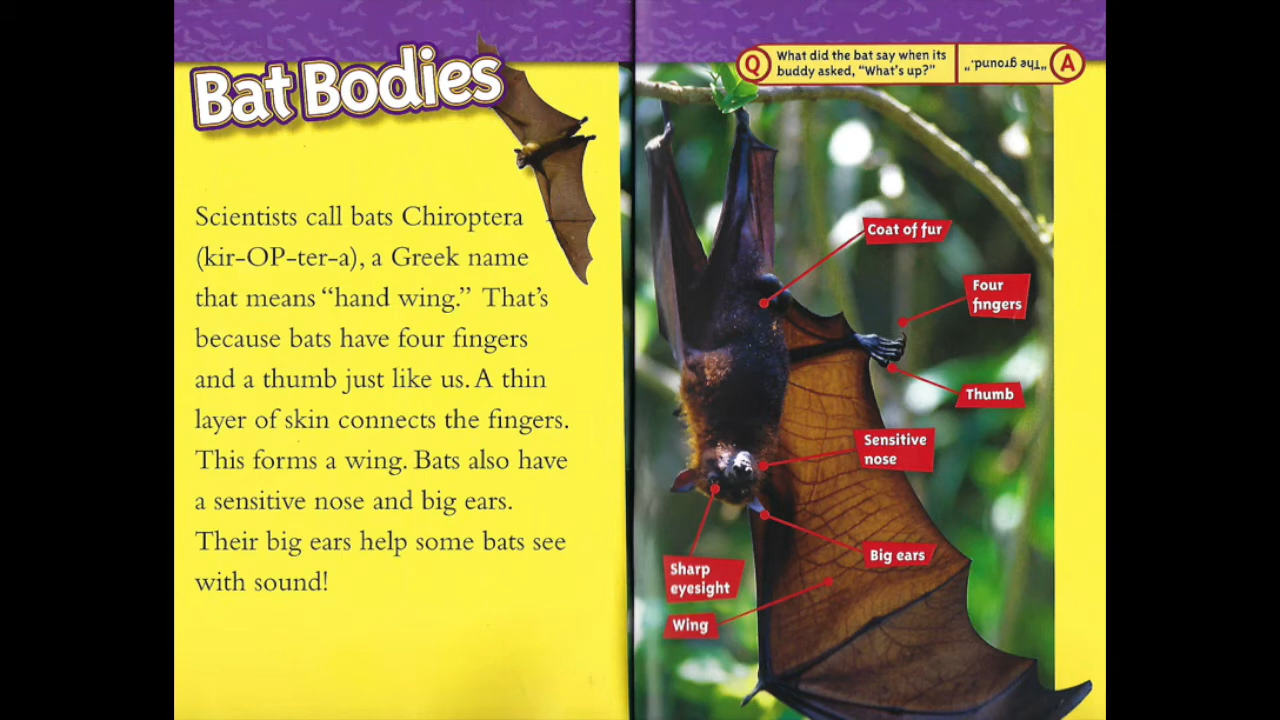 Bat Bodies
Scientists call bats Chiroptera
(kir-OP-ter-a), a Greek name
that means “hand wing.” That’s
because bats have four fingers
and a thumb just like us. A thin
layer of skin connects the fingers.
This forms a wing. Bats also have
a sensitive nose and big ears.
Their big ears help some bats see
with sound!
Q
What did the bat say when its
buddy asked, “What’s up?”
“The ground.”
A
Coat of fur
Four
fingers
Thumb
Sensitive
nose
Big ears
Sharp
eyesight
Wing